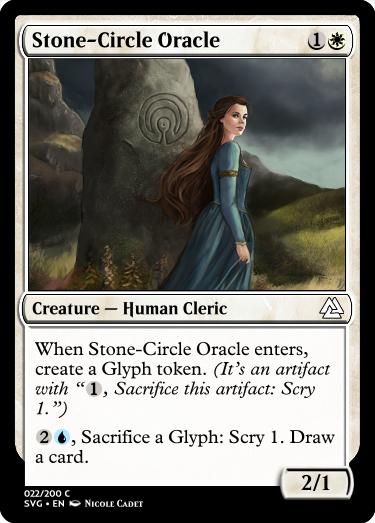 Stone-Circle Oracle 1
Creature — Human Cleric
When Stone-Circle Oracle enters,
create a Glyph token. (It's an artifact
with “1, Sacrifice this artifact: Scry
1.”)
2, Sacrifice a Glyph: Scry 1. Draw
a card.
2/1
022/200 C
SVG • EN Nicole Cadet